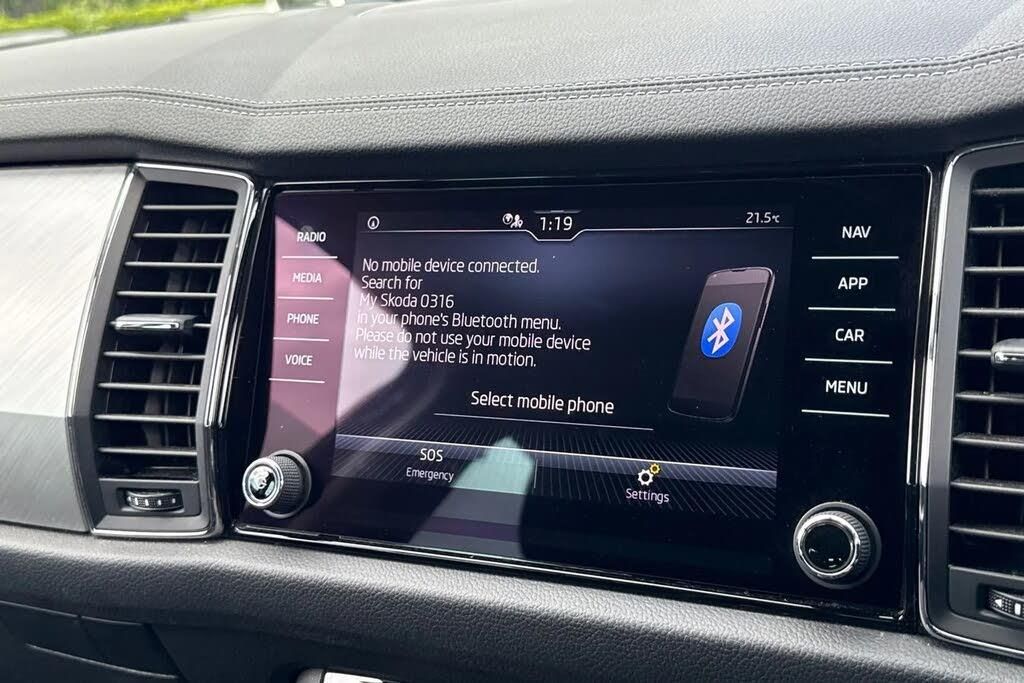 1:19
21.5°C
RADIO
MEDIA
PHONE
VOICE
No mobile device connected.
Search for
My Skoda 0316
in your phone's Bluetooth menu.
Please do not use your mobile device
while the vehicle is in motion.
Select mobile phone
SOS
Emergency
Settings
NAV
APP
CAR
MENU